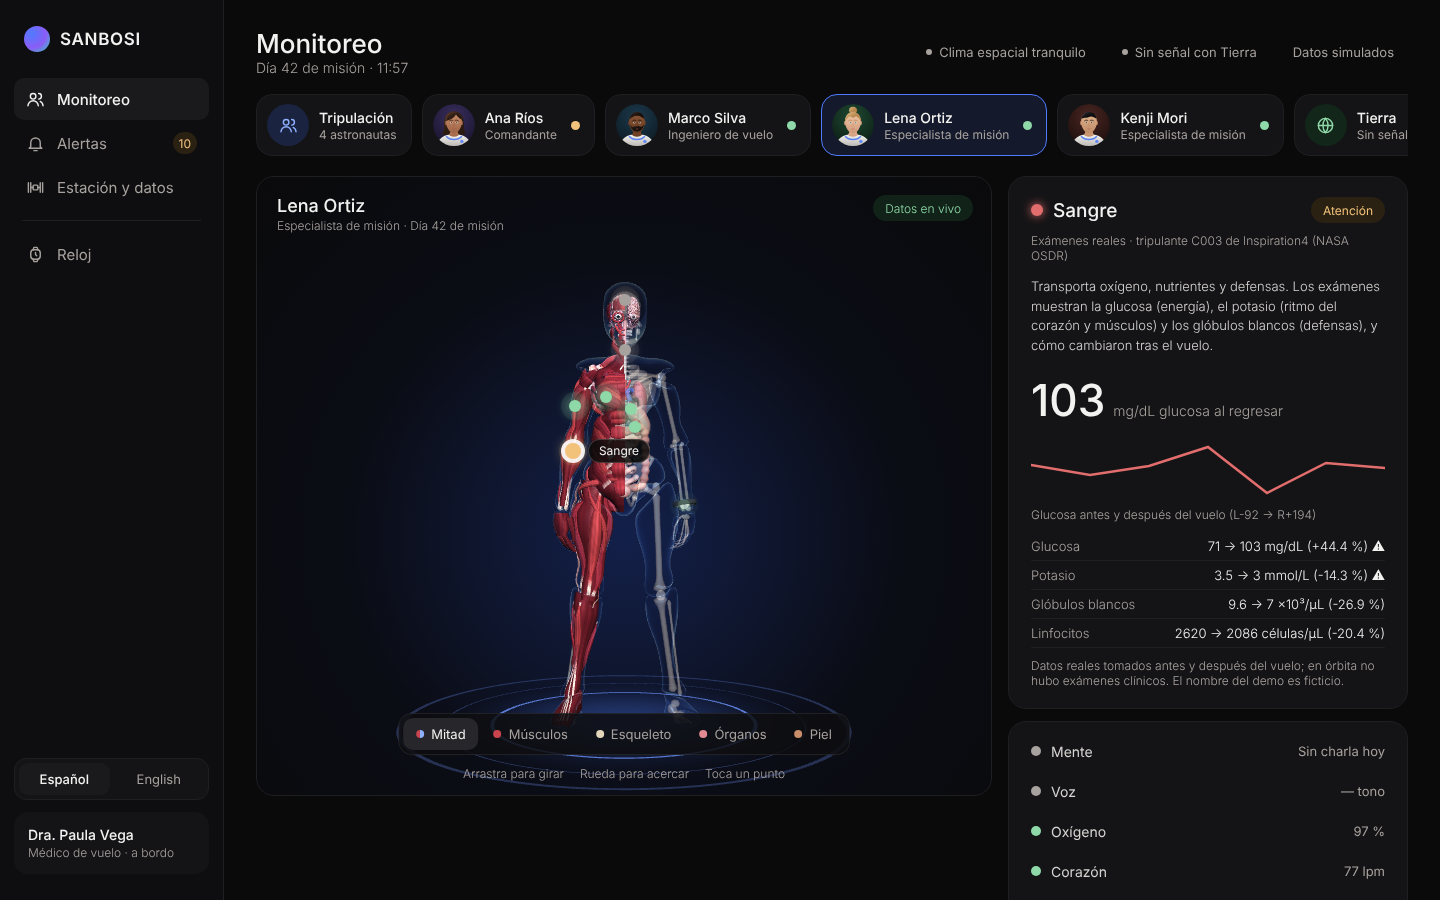 SANBOSI
Monitoreo
Alertas
10
Estación y datos
Reloj
Español
English
Dra. Paula Vega
Médico de vuelo · a bordo
Monitoreo
Día 42 de misión · 11:57
Clima espacial tranquilo
Sin señal con Tierra
Datos simulados
Tripulación
4 astronautas
Ana Ríos
Comandante
Marco Silva
Ingeniero de vuelo
Lena Ortiz
Especialista de misión
Kenji Mori
Especialista de misión
Tierra
Sin señal
Lena Ortiz
Especialista de misión · Día 42 de misión
Datos en vivo
Sangre
Mitad
Músculos
Esqueleto
Órganos
Piel
Arrastra para girar
Rueda para acercar
Toca un punto
Sangre
Atención
Exámenes reales · tripulante C003 de Inspiration4 (NASA
OSDR)
Transporta oxígeno, nutrientes y defensas. Los exámenes
muestran la glucosa (energía), el potasio (ritmo del
corazón y músculos) y los glóbulos blancos (defensas), y
cómo cambiaron tras el vuelo.
103 mg/dL glucosa al regresar
Glucosa antes y después del vuelo (L-92 → R+194)
Glucosa 71 → 103 mg/dL (+44.4 %) ⚠
Potasio 3.5 → 3 mmol/L (-14.3 %) ⚠
Glóbulos blancos 9.6 → 7 ×10³/µL (-26.9 %)
Linfocitos 2620 → 2086 células/µL (-20.4 %)
Datos reales tomados antes y después del vuelo; en órbita no
hubo exámenes clínicos. El nombre del demo es ficticio.
Mente Sin charla hoy
Voz — tono
Oxígeno 97 %
Corazón 77 lpm